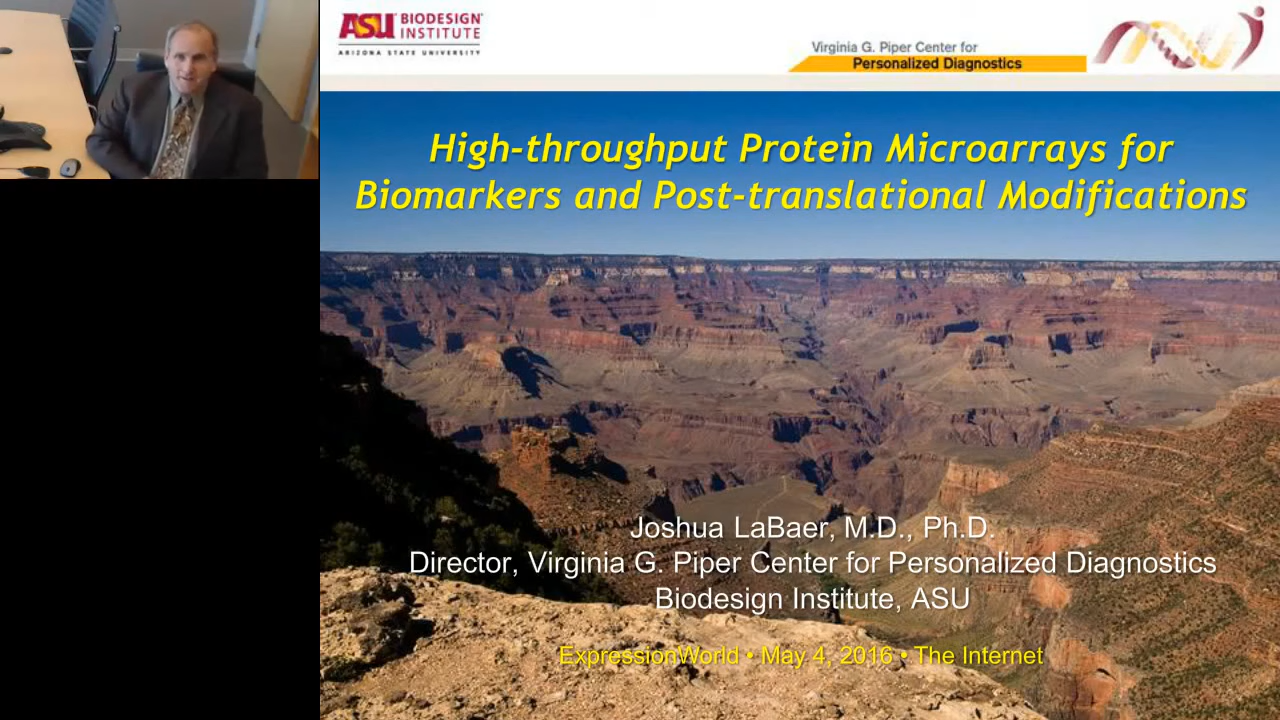 ASU BIODESIGN
INSTITUTE
ARIZONA STATE UNIVERSITY
Virginia G. Piper Center for
Personalized Diagnostics
High-throughput Protein Microarrays for
Biomarkers and Post-translational Modifications
Joshua LaBaer, M.D., Ph.D.
Director, Virginia G. Piper Center for Personalized Diagnostics
Biodesign Institute, ASU
ExpressionWorld • May 4, 2016 • The Internet